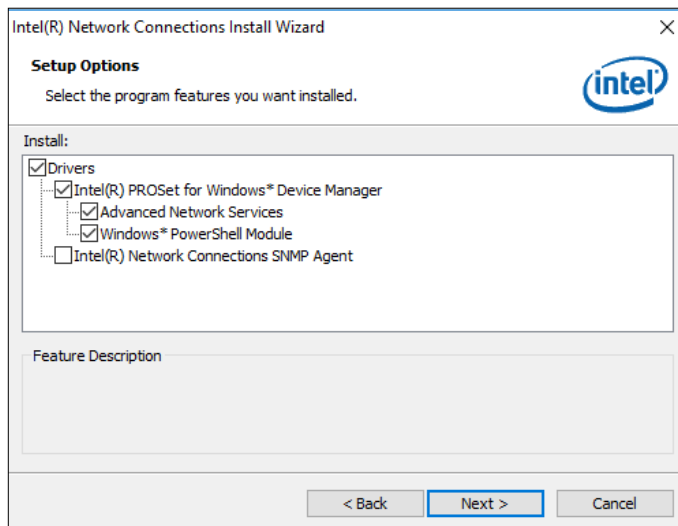 Intel(R) Network Connections Install Wizard
Setup Options
Select the program features you want installed.
intel
Install:
Drivers
Intel(R) PROSet for Windows* Device Manager
Advanced Network Services
Windows* PowerShell Module
Intel(R) Network Connections SNMP Agent
Feature Description
< Back Next > Cancel